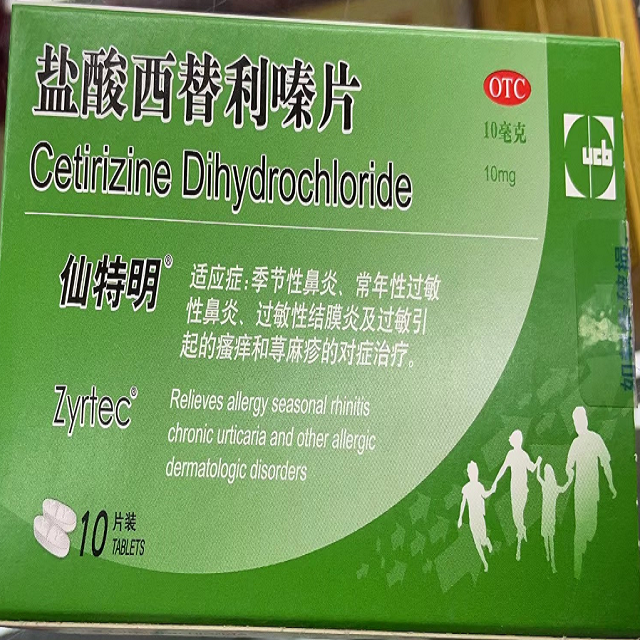 盐酸西替利嗪片
OTC
Cetirizine Dihydrochloride
10毫克
10mg
ucb
仙特明®
适应症:季节性鼻炎、常年性过敏
性鼻炎、过敏性结膜炎及过敏引
起的瘙痒和荨麻疹的对症治疗。
Zyrtec®
Relieves allergy seasonal rhinitis
chronic urticaria and other allergic
dermatologic disorders
10 片装
TABLETS